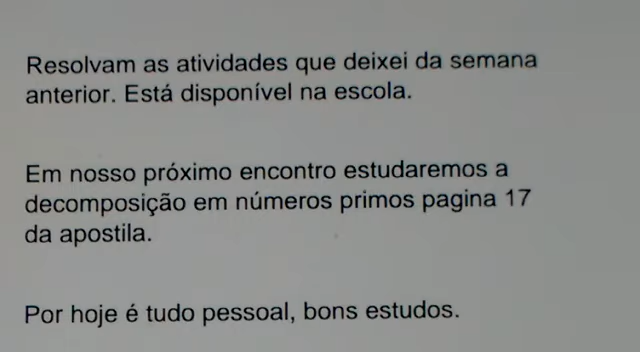 Resolvam as atividades que deixei da semana
anterior. Está disponível na escola.
Em nosso próximo encontro estudaremos a
decomposição em números primos pagina 17
da apostila.
Por hoje é tudo pessoal, bons estudos.